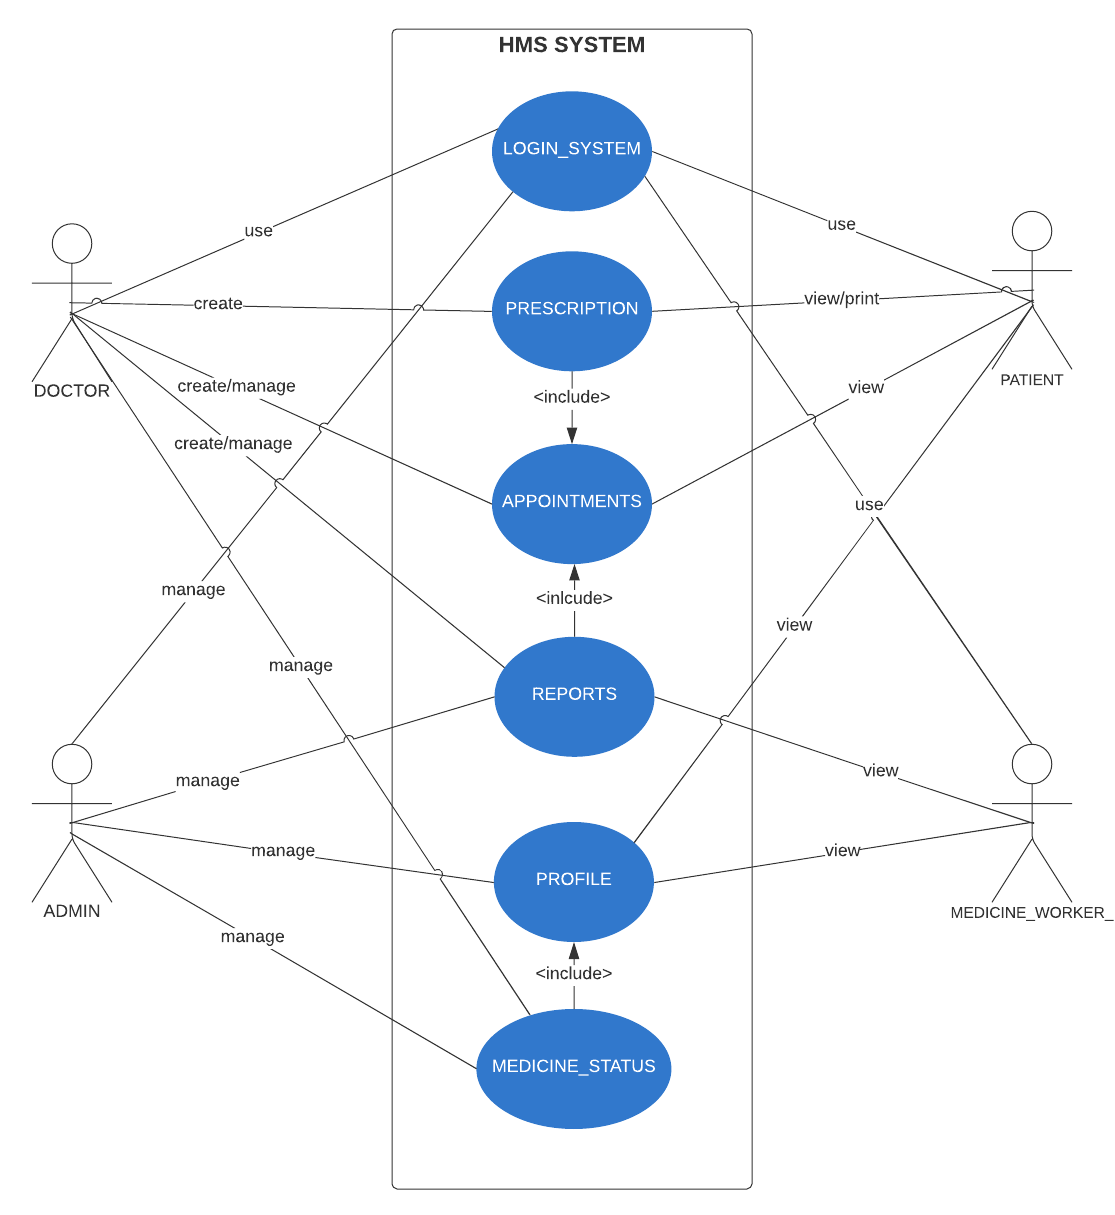 HMS SYSTEM
LOGIN_SYSTEM
use
use
create
PRESCRIPTION
view/print
DOCTOR
PATIENT
create/manage
<include>
view
create/manage
APPOINTMENTS
use
manage
<inlcude>
view
manage
REPORTS
manage
view
manage
PROFILE
view
ADMIN
MEDICINE_WORKER_
manage
<include>
MEDICINE_STATUS